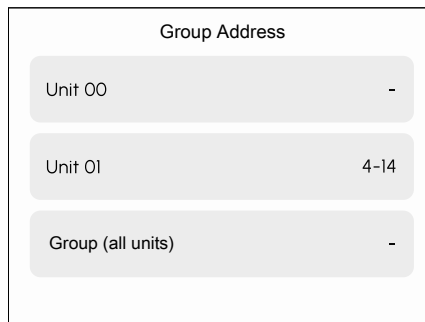 Group Address
Unit 00 -
Unit 01 4-14
Group (all units) -